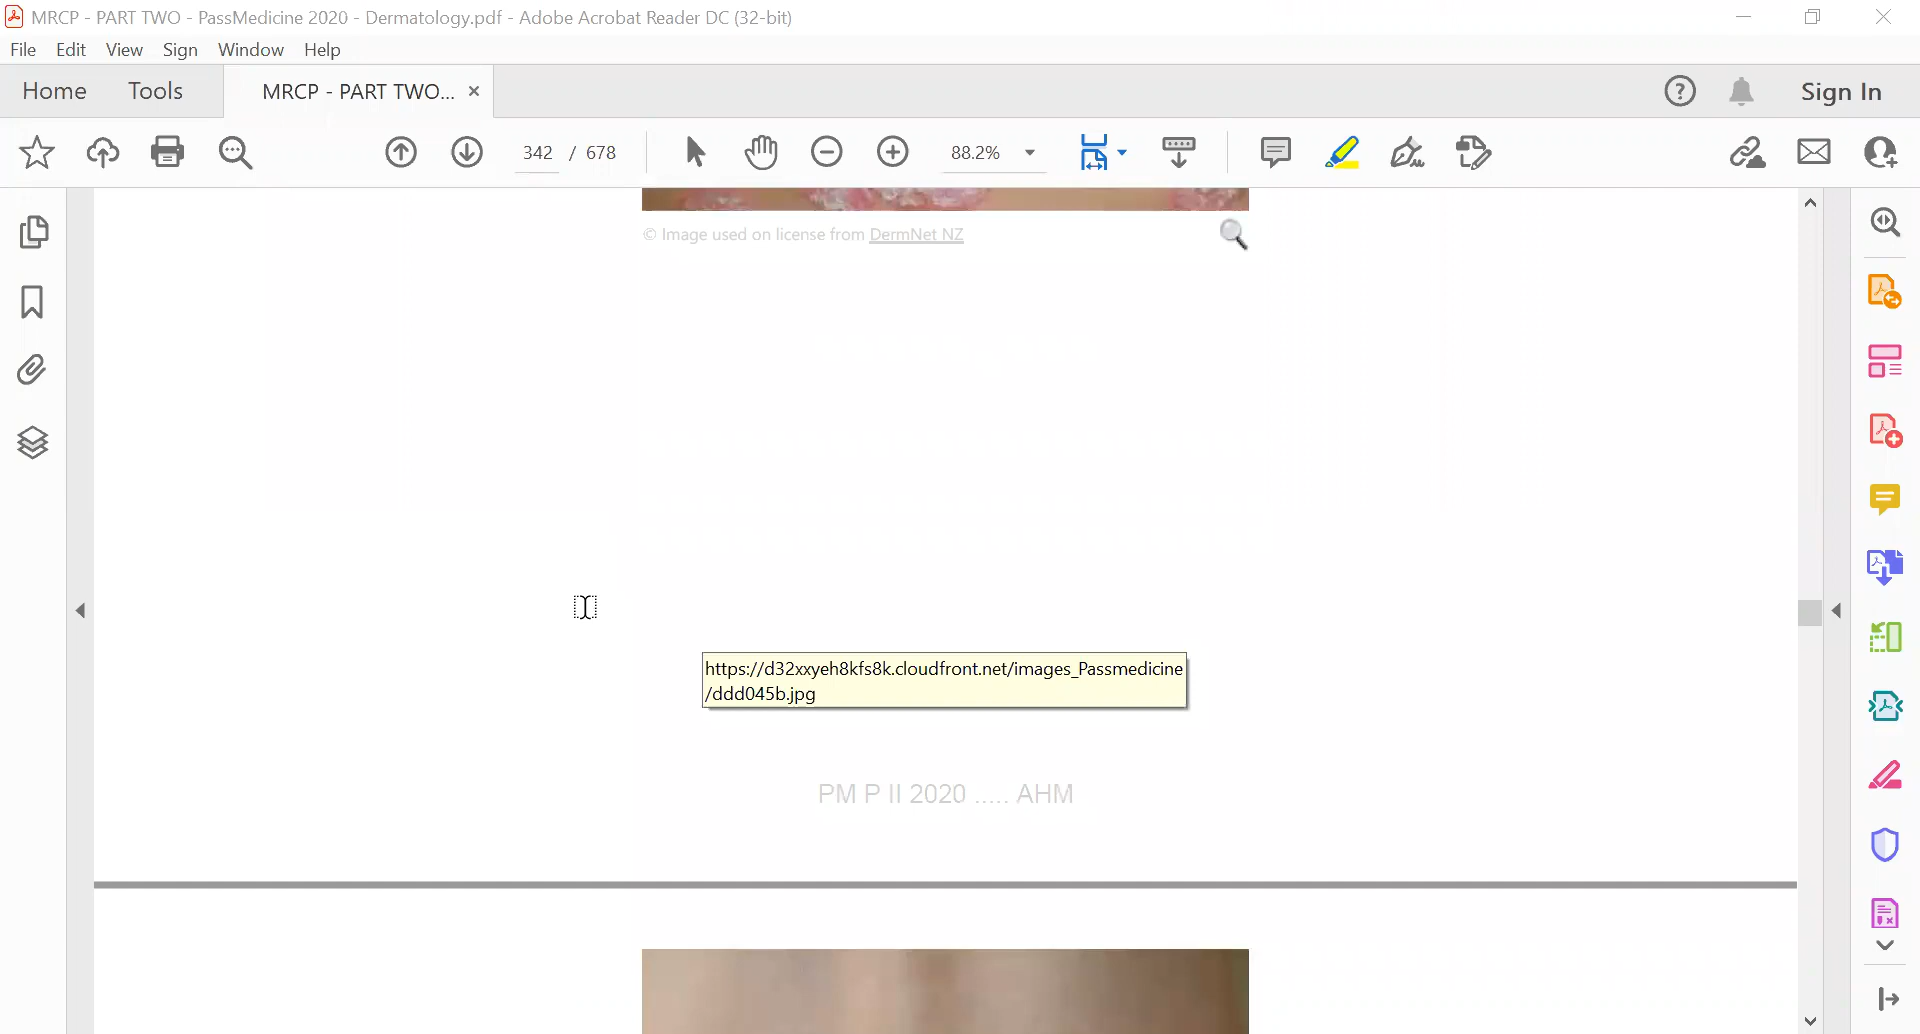 MRCP - PART TWO - PassMedicine 2020 - Dermatology.pdf - Adobe Acrobat Reader DC (32-bit)
File Edit View Sign Window Help
Home Tools MRCP - PART TWO... × Sign In
342 / 678 88.2%
© Image used on license from DermNet NZ
https://d32xxyeh8kfs8k.cloudfront.net/images_Passmedicine
/ddd045b.jpg
PM P II 2020 ..... AHM